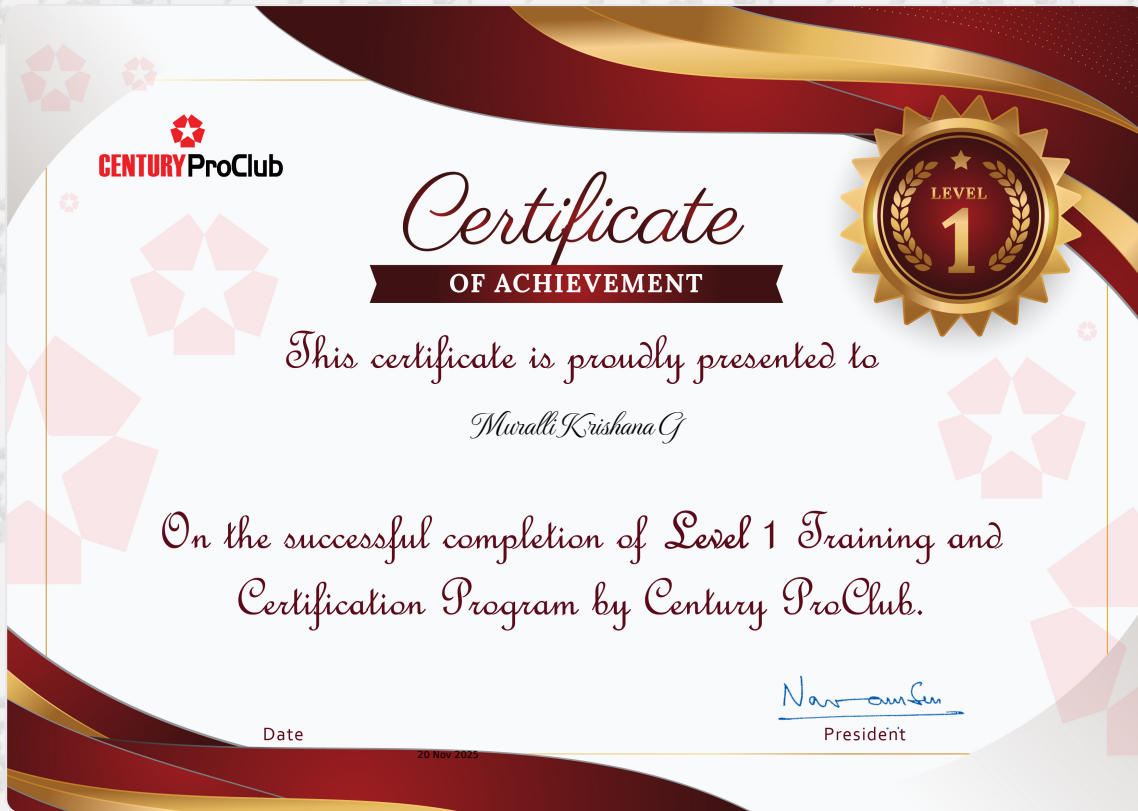 CENTURY ProClub
LEVEL
1
Certificate
OF ACHIEVEMENT
This certificate is proudly presented to
Muralli Krishana G
On the successful completion of Level 1 Training and
Certification Program by Century ProClub.
Date
President
20 Nov 2025